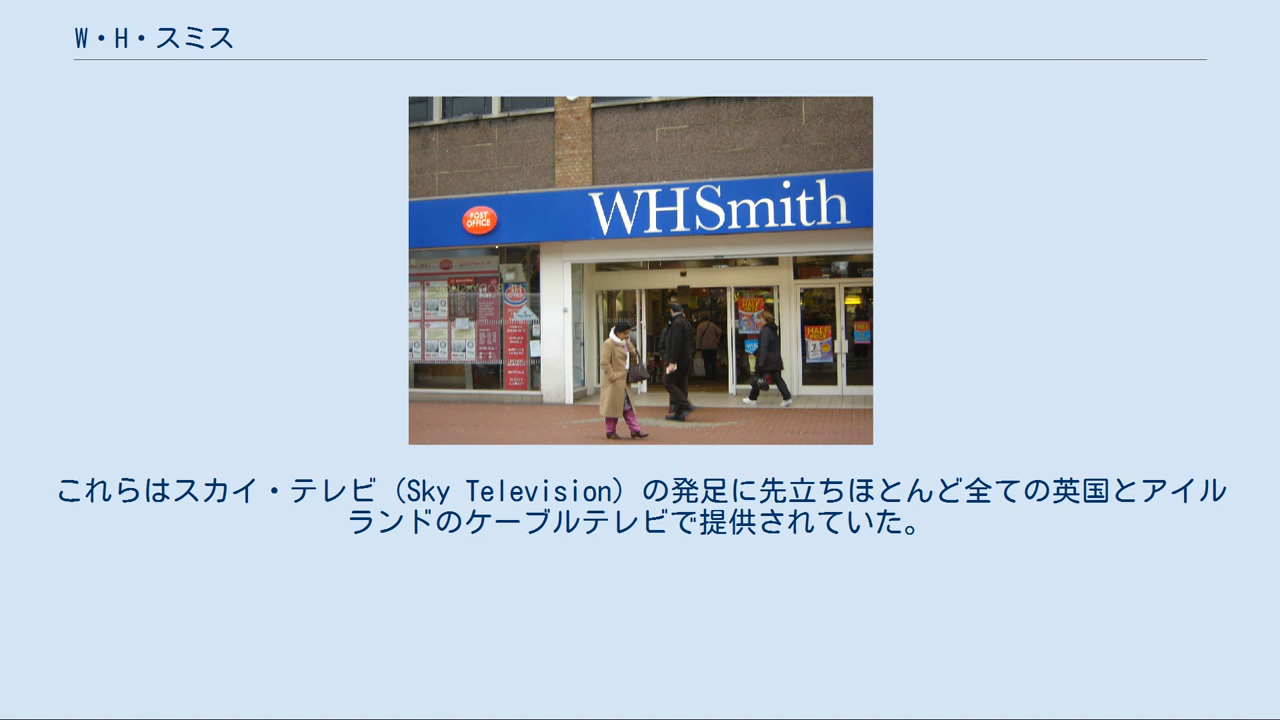 W・H・スミス
POST
OFFICE
WHSmith
HALF
HALF
これらはスカイ・テレビ（Sky Television）の発足に先立ちほとんど全ての英国とアイル
ランドのケーブルテレビで提供されていた。